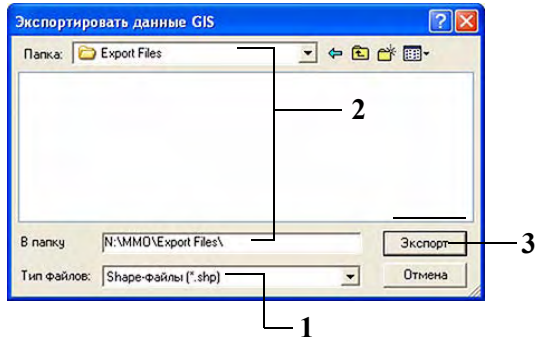 Экспортировать данные GIS
Папка: Export Files
2
В папку N:\MMO\Export Files\ Экспорт 3
Тип файлов: Shape-файлы (*.shp) Отмена
1